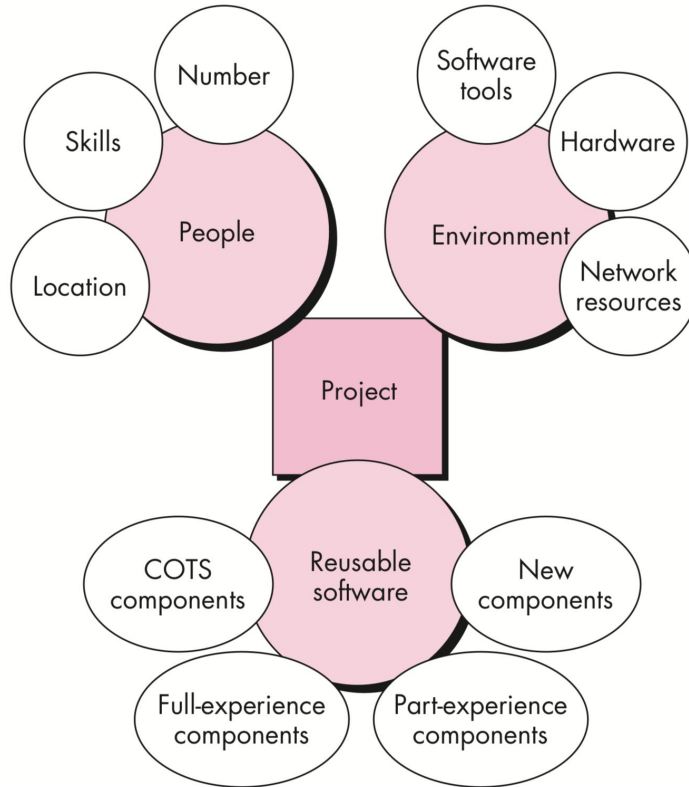 Number
Skills
People
Location
Software
tools
Hardware
Environment
Network
resources
Project
Reusable
software
COTS
components
New
components
Full-experience
components
Part-experience
components